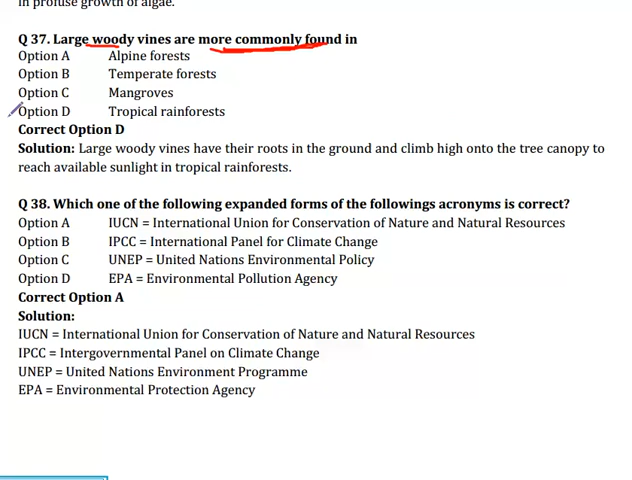 in profuse growth of algae.
Q 37. Large woody vines are more commonly found in
Option A Alpine forests
Option B Temperate forests
Option C Mangroves
Option D Tropical rainforests
Correct Option D
Solution: Large woody vines have their roots in the ground and climb high onto the tree canopy to
reach available sunlight in tropical rainforests.
Q 38. Which one of the following expanded forms of the followings acronyms is correct?
Option A IUCN = International Union for Conservation of Nature and Natural Resources
Option B IPCC = International Panel for Climate Change
Option C UNEP = United Nations Environmental Policy
Option D EPA = Environmental Pollution Agency
Correct Option A
Solution:
IUCN = International Union for Conservation of Nature and Natural Resources
IPCC = Intergovernmental Panel on Climate Change
UNEP = United Nations Environment Programme
EPA = Environmental Protection Agency